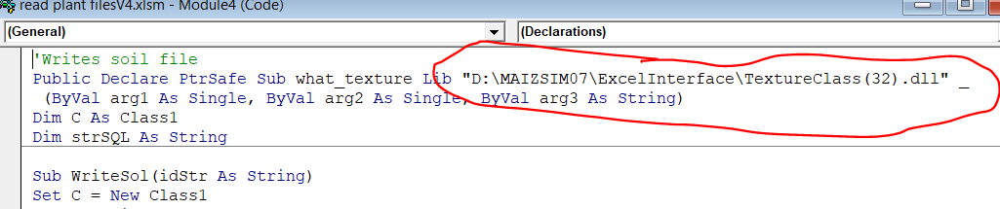 read plant filesV4.xlsm - Module4 (Code)
(General)
(Declarations)
'Writes soil file
Public Declare PtrSafe Sub what_texture Lib "D:\MAIZSIM07\ExcelInterface\TextureClass(32).dll" _
(ByVal arg1 As Single, ByVal arg2 As Single, ByVal arg3 As String)
Dim C As Class1
Dim strSQL As String
Sub WriteSol(idStr As String)
Set C = New Class1